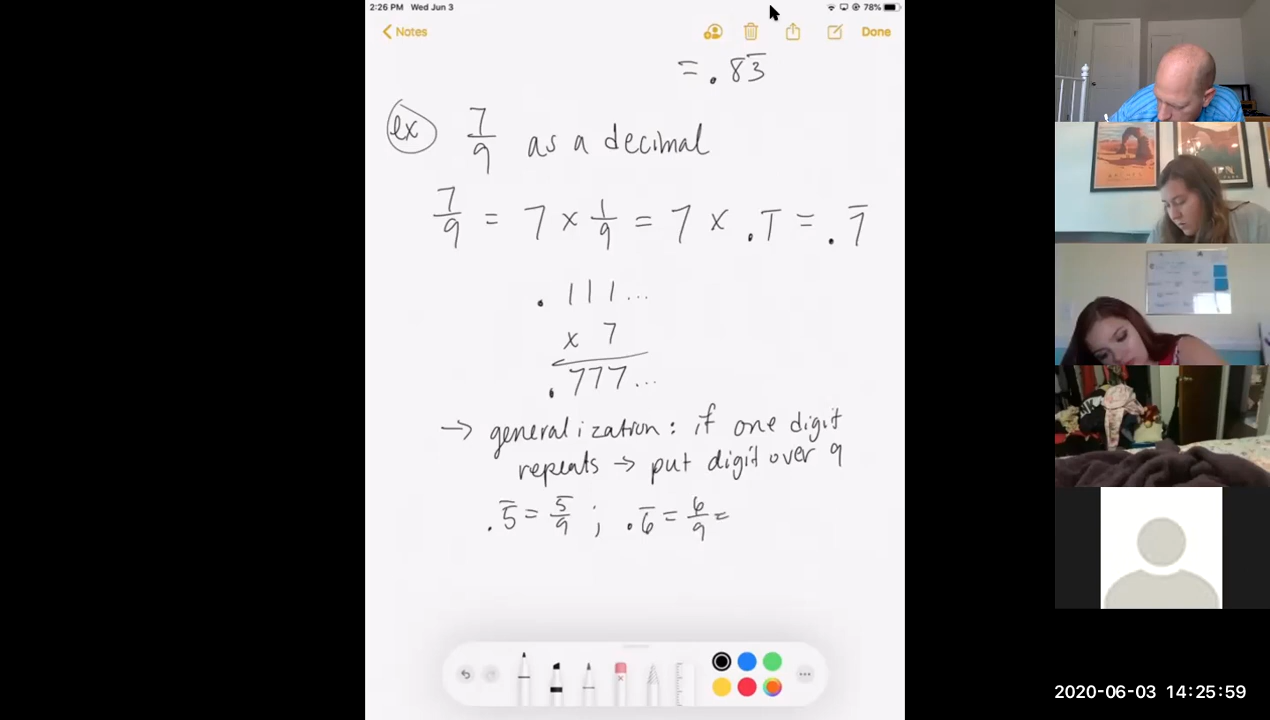 2:26 PM Wed Jun 3
78%
Notes
Done
= .83̅
ex 7/9 as a decimal
7/9 = 7 × 1/9 = 7 × .1̅ = .7̅
.111...
x 7
.777...
→ generalization: if one digit
repeats → put digit over 9
.5̅ = 5/9 ; .6̅ = 6/9 =
2020-06-03 14:25:59